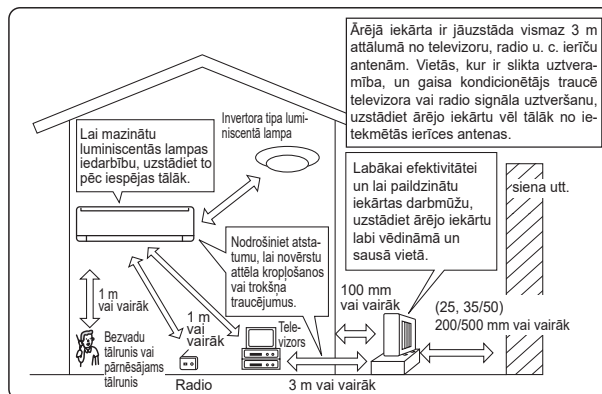 Ārējā iekārta ir jāuzstāda vismaz 3 m
attālumā no televizoru, radio u. c. ierīču
antenām. Vietās, kur ir slikta uztvera-
mība, un gaisa kondicionētājs traucē
televizora vai radio signāla uztveršanu,
uzstādiet ārējo iekārtu vēl tālāk no ie-
tekmētās ierīces antenas.
Invertora tipa lumi-
niscentā lampa
Lai mazinātu
luminiscentās lampas
iedarbību, uzstādiet to
pēc iespējas tālāk.
Labākai efektivitātei
un lai paildzinātu
iekārtas darbmūžu,
uzstādiet ārējo iekārtu
labi vēdināmā un
sausā vietā.
siena utt.
Nodrošiniet atsta-
tumu, lai novērstu
attēla kropļošanos
vai trokšņa
traucējumus.
1 m
vai vairāk
1 m
vai
vairāk
Tele-
vizors
100 mm
vai vairāk
(25, 35/50)
200/500 mm vai vairāk
Bezvadu
tālrunis vai
pārnēsājams
tālrunis
Radio
3 m vai vairāk